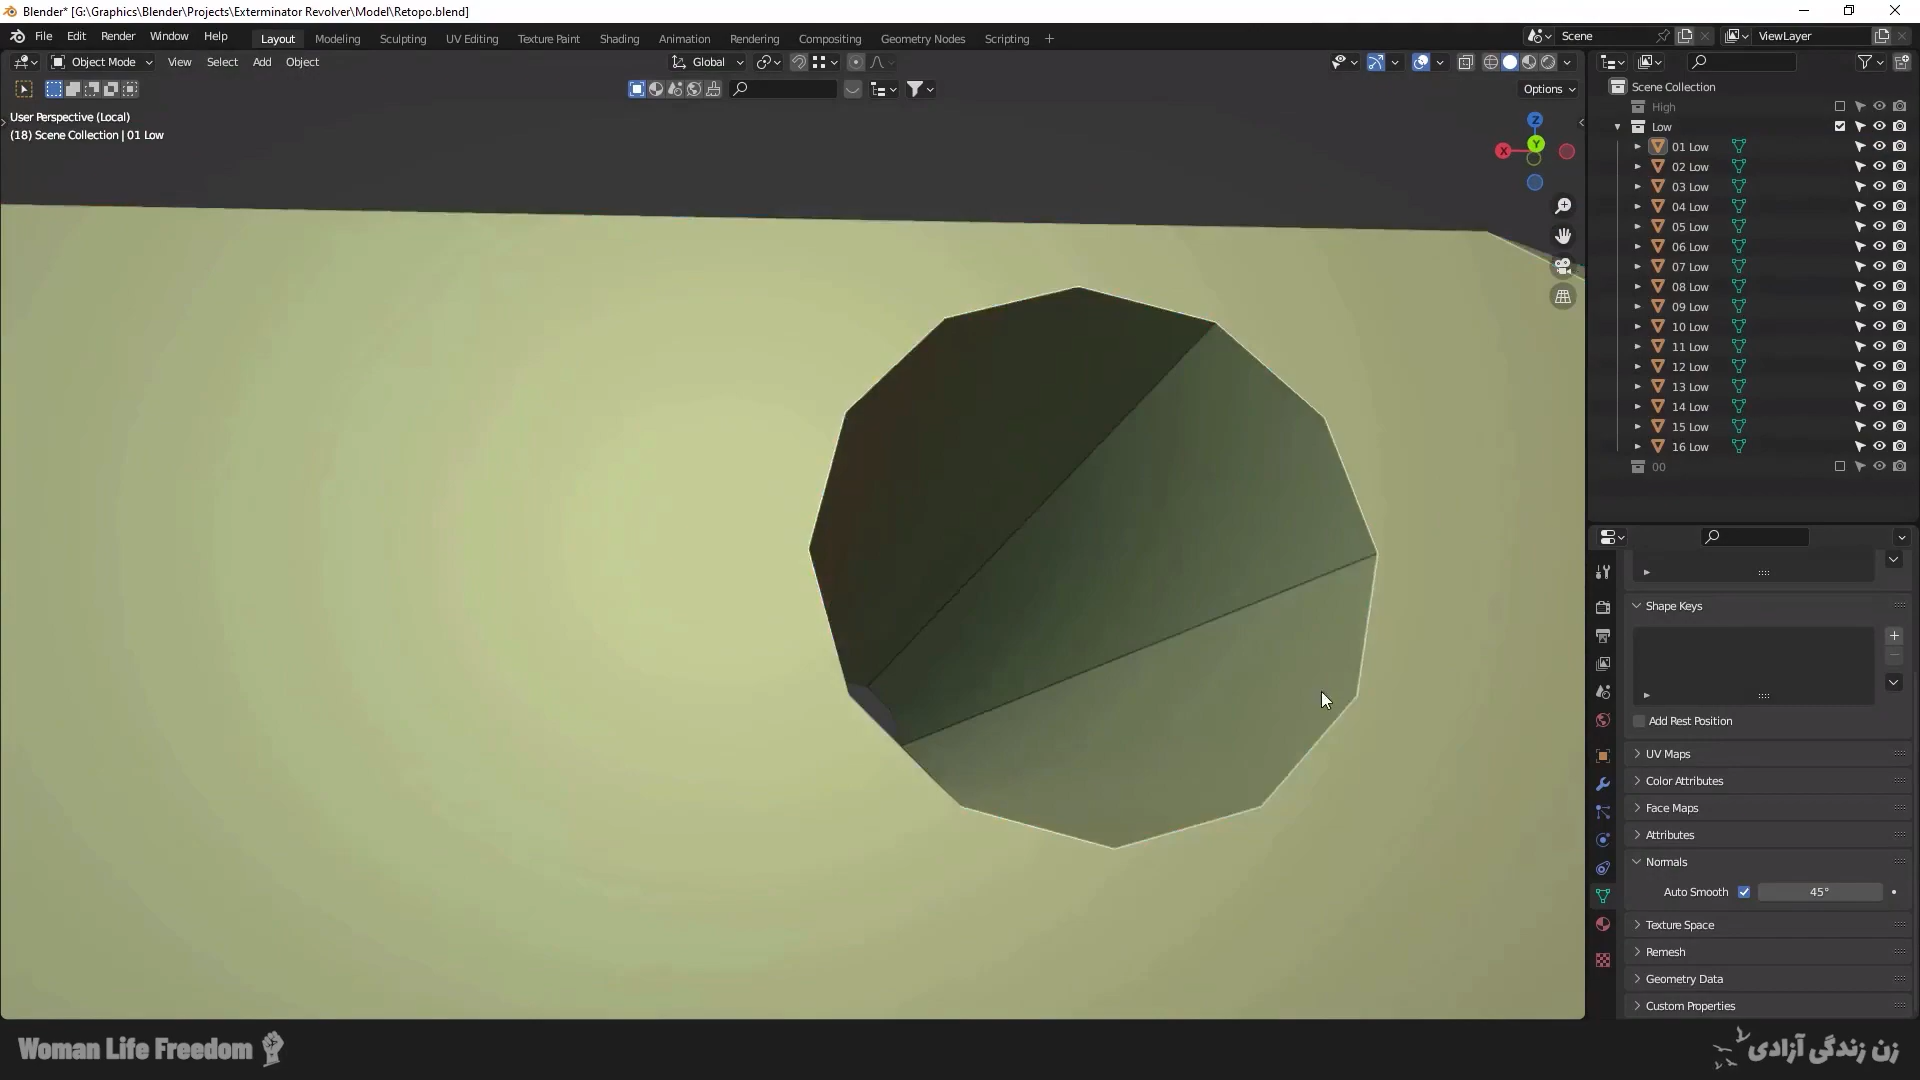 Blender* [G:\Graphics\Blender\Projects\Exterminator Revolver\Model\Retopo.blend]
File Edit Render Window Help Layout Modeling Sculpting UV Editing Texture Paint Shading Animation Rendering Compositing Geometry Nodes Scripting + Scene ViewLayer
Object Mode View Select Add Object Global
Options
User Perspective (Local)
(18) Scene Collection | 01 Low
Z
Y
X
Scene Collection
High
Low
01 Low
02 Low
03 Low
04 Low
05 Low
06 Low
07 Low
08 Low
09 Low
10 Low
11 Low
12 Low
13 Low
14 Low
15 Low
16 Low
00
Shape Keys
Add Rest Position
UV Maps
Color Attributes
Face Maps
Attributes
Normals
Auto Smooth 45°
Texture Space
Remesh
Geometry Data
Custom Properties
Woman Life Freedom
زن زندگی آزادی